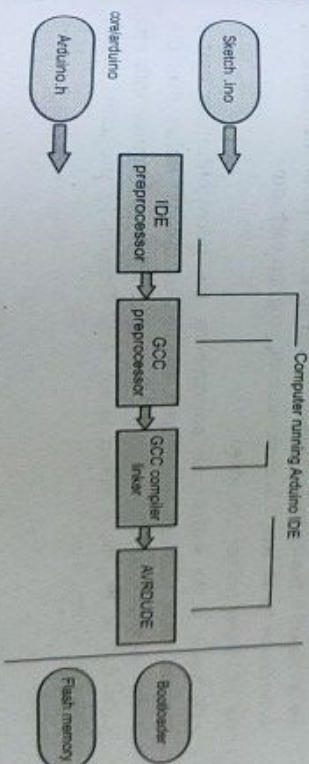 Computer running Arduino IDE
Sketch .ino
IDE
preprocessor
GCC
preprocessor
GCC compiler
linker
AVRDUDE
Bootloader
core/arduino
Arduino.h
Flash memory